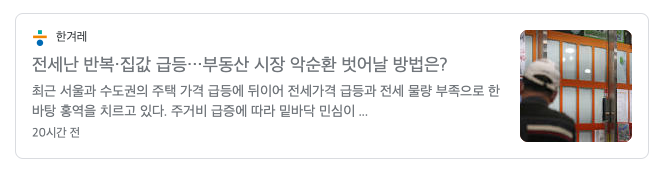 한겨레
전세난 반복·집값 급등…부동산 시장 악순환 벗어날 방법은?
최근 서울과 수도권의 주택 가격 급등에 뒤이어 전세가격 급등과 전세 물량 부족으로 한
바탕 홍역을 치르고 있다. 주거비 급증에 따라 밑바닥 민심이 ...
20시간 전